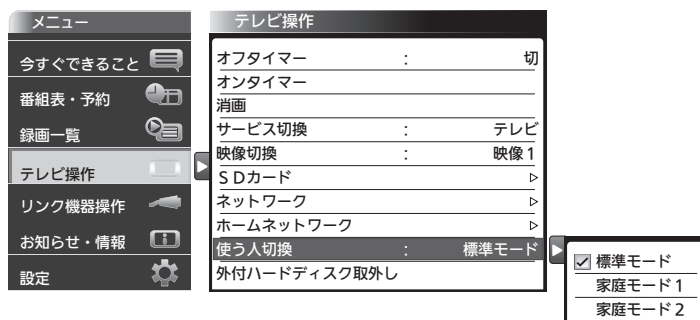 メニュー
今すぐできること
番組表・予約
録画一覧
テレビ操作
リンク機器操作
お知らせ・情報
設定
テレビ操作
オフタイマー : 切
オンタイマー
消画
サービス切換 : テレビ
映像切換 : 映像1
SDカード
ネットワーク
ホームネットワーク
使う人切換 : 標準モード
外付ハードディスク取外し
標準モード
家庭モード1
家庭モード2